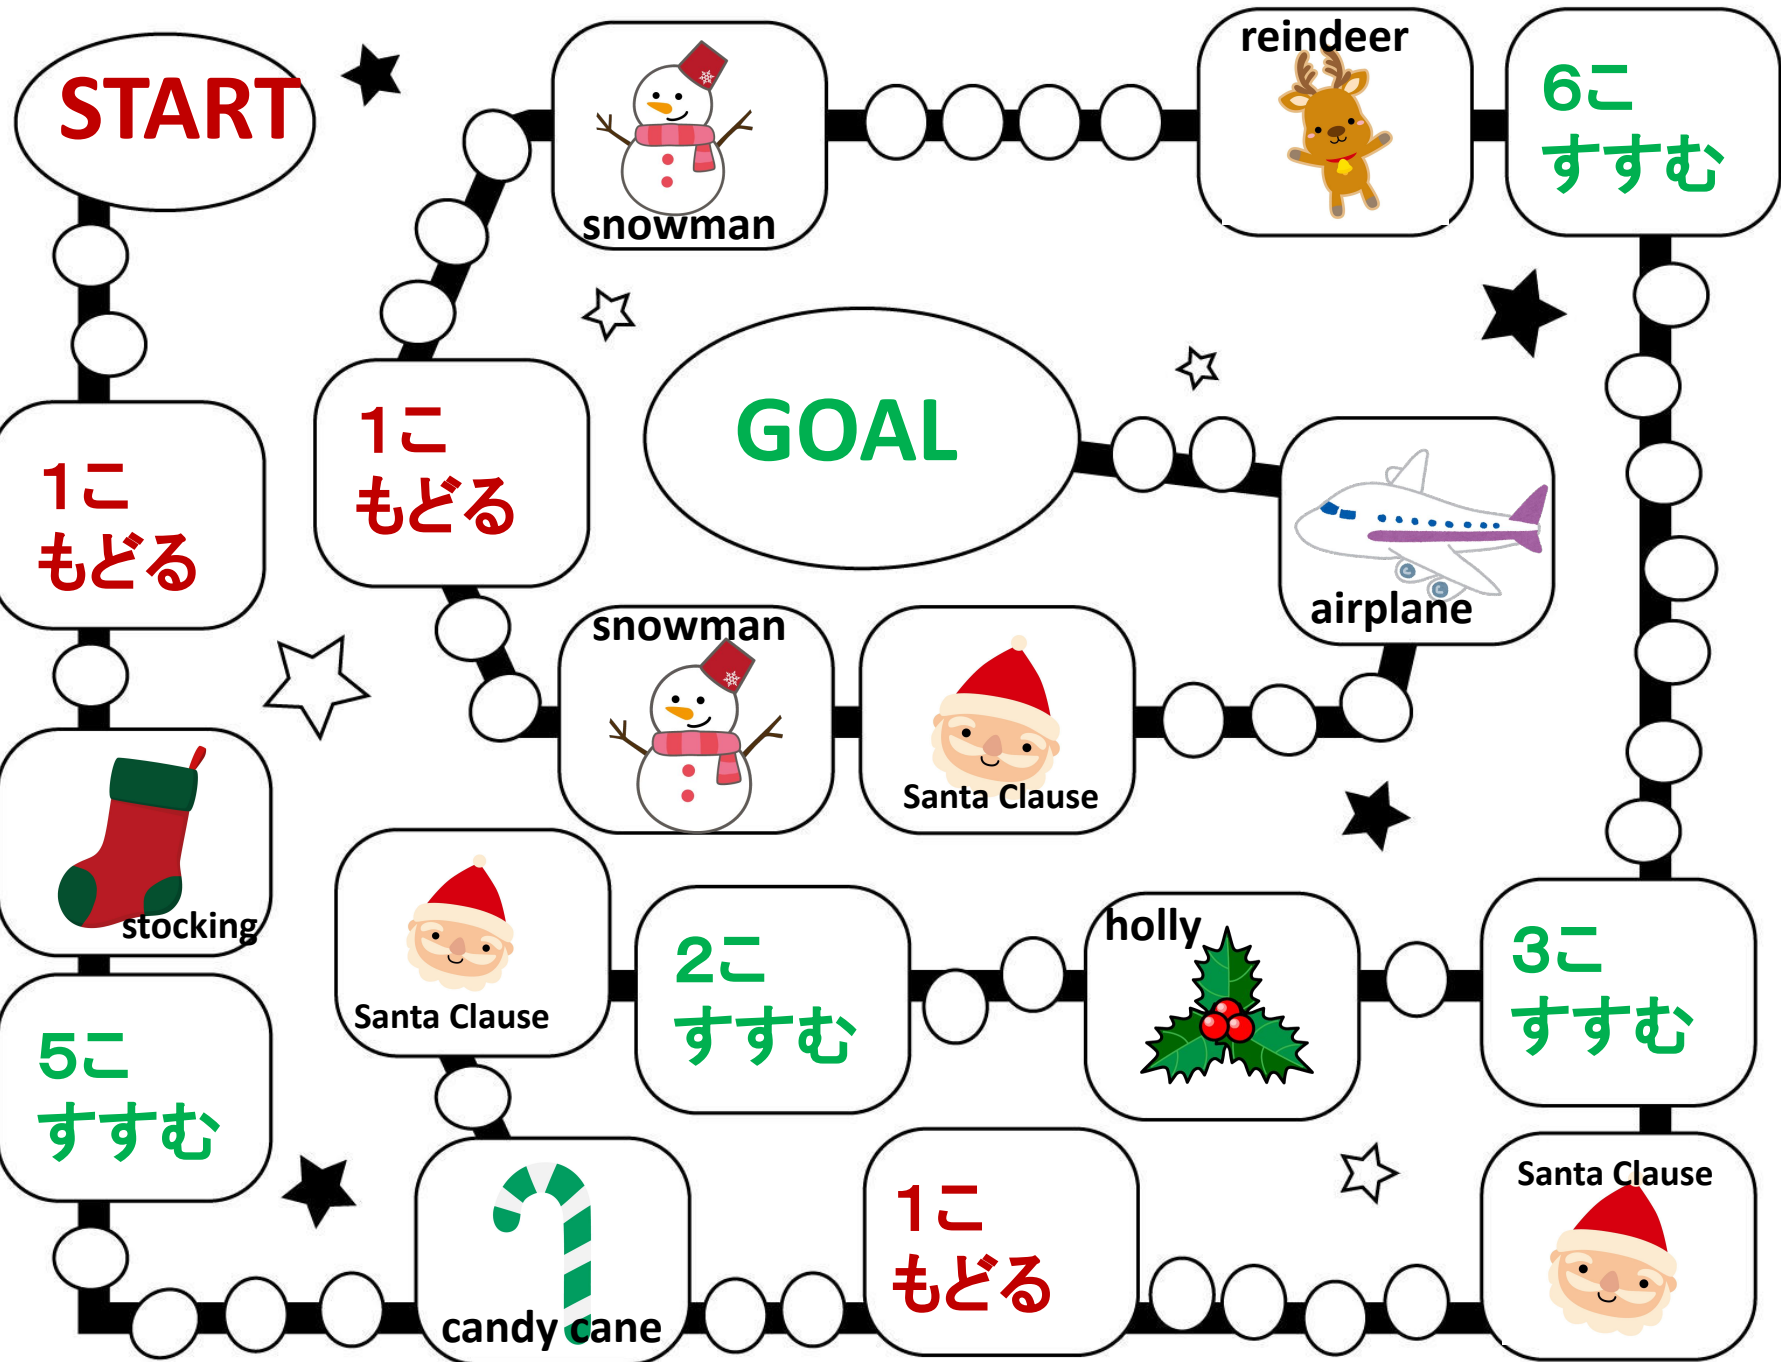 START
snowman
reindeer
6こ
すすむ
1こ
もどる
1こ
もどる
GOAL
airplane
snowman
Santa Clause
stocking
Santa Clause
2こ
すすむ
holly
3こ
すすむ
5こ
すすむ
candy cane
1こ
もどる
Santa Clause